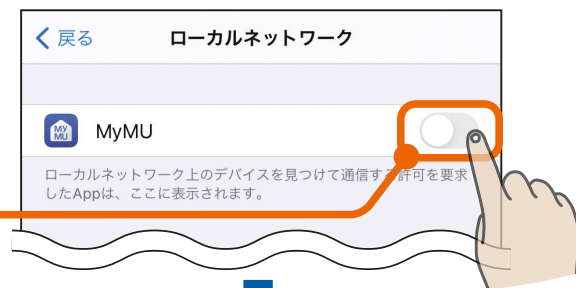 戻る
ローカルネットワーク
MyMU
ローカルネットワーク上のデバイスを見つけて通信する許可を要求
したAppは、ここに表示されます。